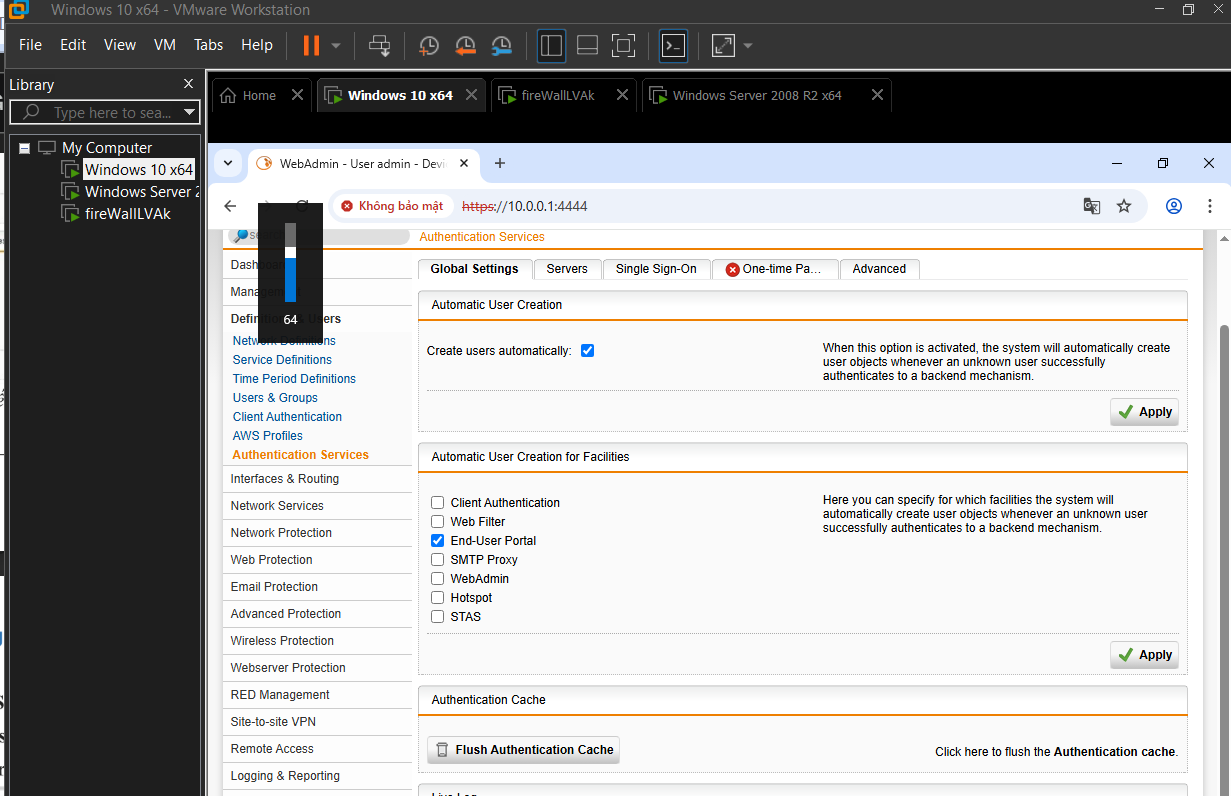 Windows 10 x64 - VMware Workstation
File Edit View VM Tabs Help
Library
Type here to sea...
My Computer
Windows 10 x64
Windows Server 2
fireWallLVAk
Home
Windows 10 x64
fireWallLVAk
Windows Server 2008 R2 x64
WebAdmin - User admin - Devi
Không bảo mật
https://10.0.0.1:4444
64
Definitions & Users
Network Definitions
Service Definitions
Time Period Definitions
Users & Groups
Client Authentication
AWS Profiles
Authentication Services
Interfaces & Routing
Network Services
Network Protection
Web Protection
Email Protection
Advanced Protection
Wireless Protection
Webserver Protection
RED Management
Site-to-site VPN
Remote Access
Logging & Reporting
Authentication Services
Global Settings
Servers
Single Sign-On
One-time Pa...
Advanced
Automatic User Creation
Create users automatically:
When this option is activated, the system will automatically create
user objects whenever an unknown user successfully
authenticates to a backend mechanism.
Apply
Automatic User Creation for Facilities
Client Authentication
Web Filter
End-User Portal
SMTP Proxy
WebAdmin
Hotspot
STAS
Here you can specify for which facilities the system will
automatically create user objects whenever an unknown user
successfully authenticates to a backend mechanism.
Apply
Authentication Cache
Flush Authentication Cache
Click here to flush the Authentication cache.
Live Log